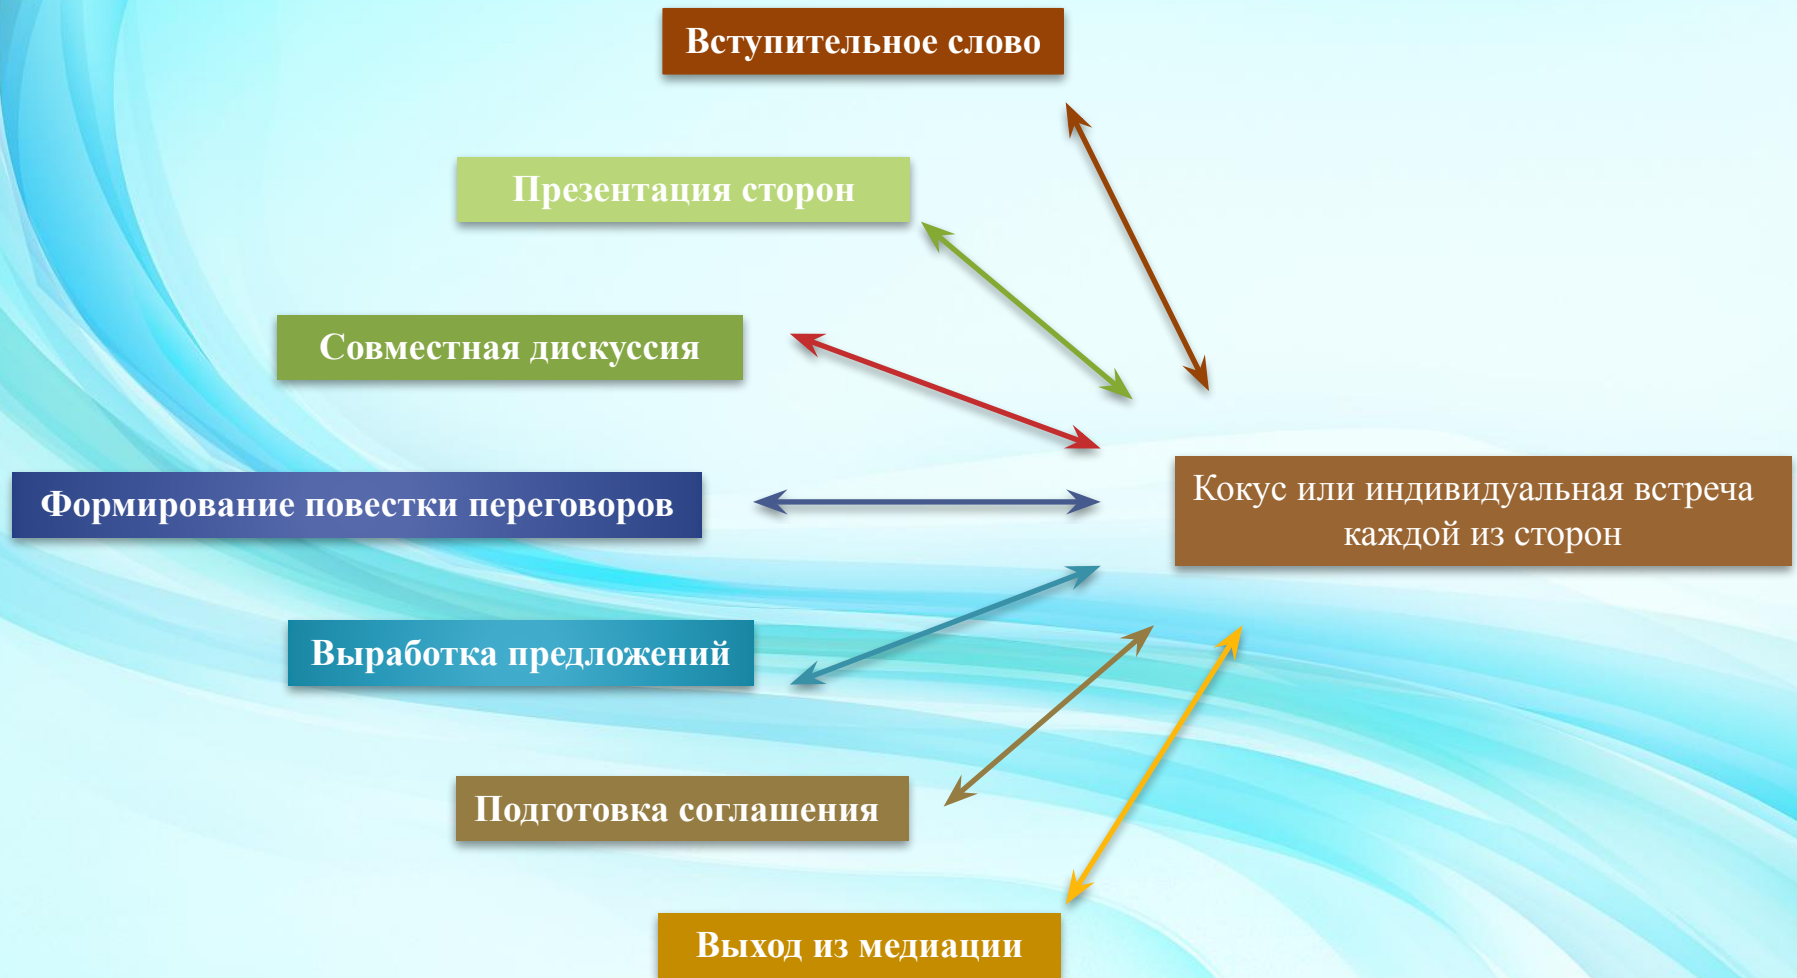 Вступительное слово
Презентация сторон
Совместная дискуссия
Формирование повестки переговоров
Кокус или индивидуальная встреча
каждой из сторон
Выработка предложений
Подготовка соглашения
Выход из медиации